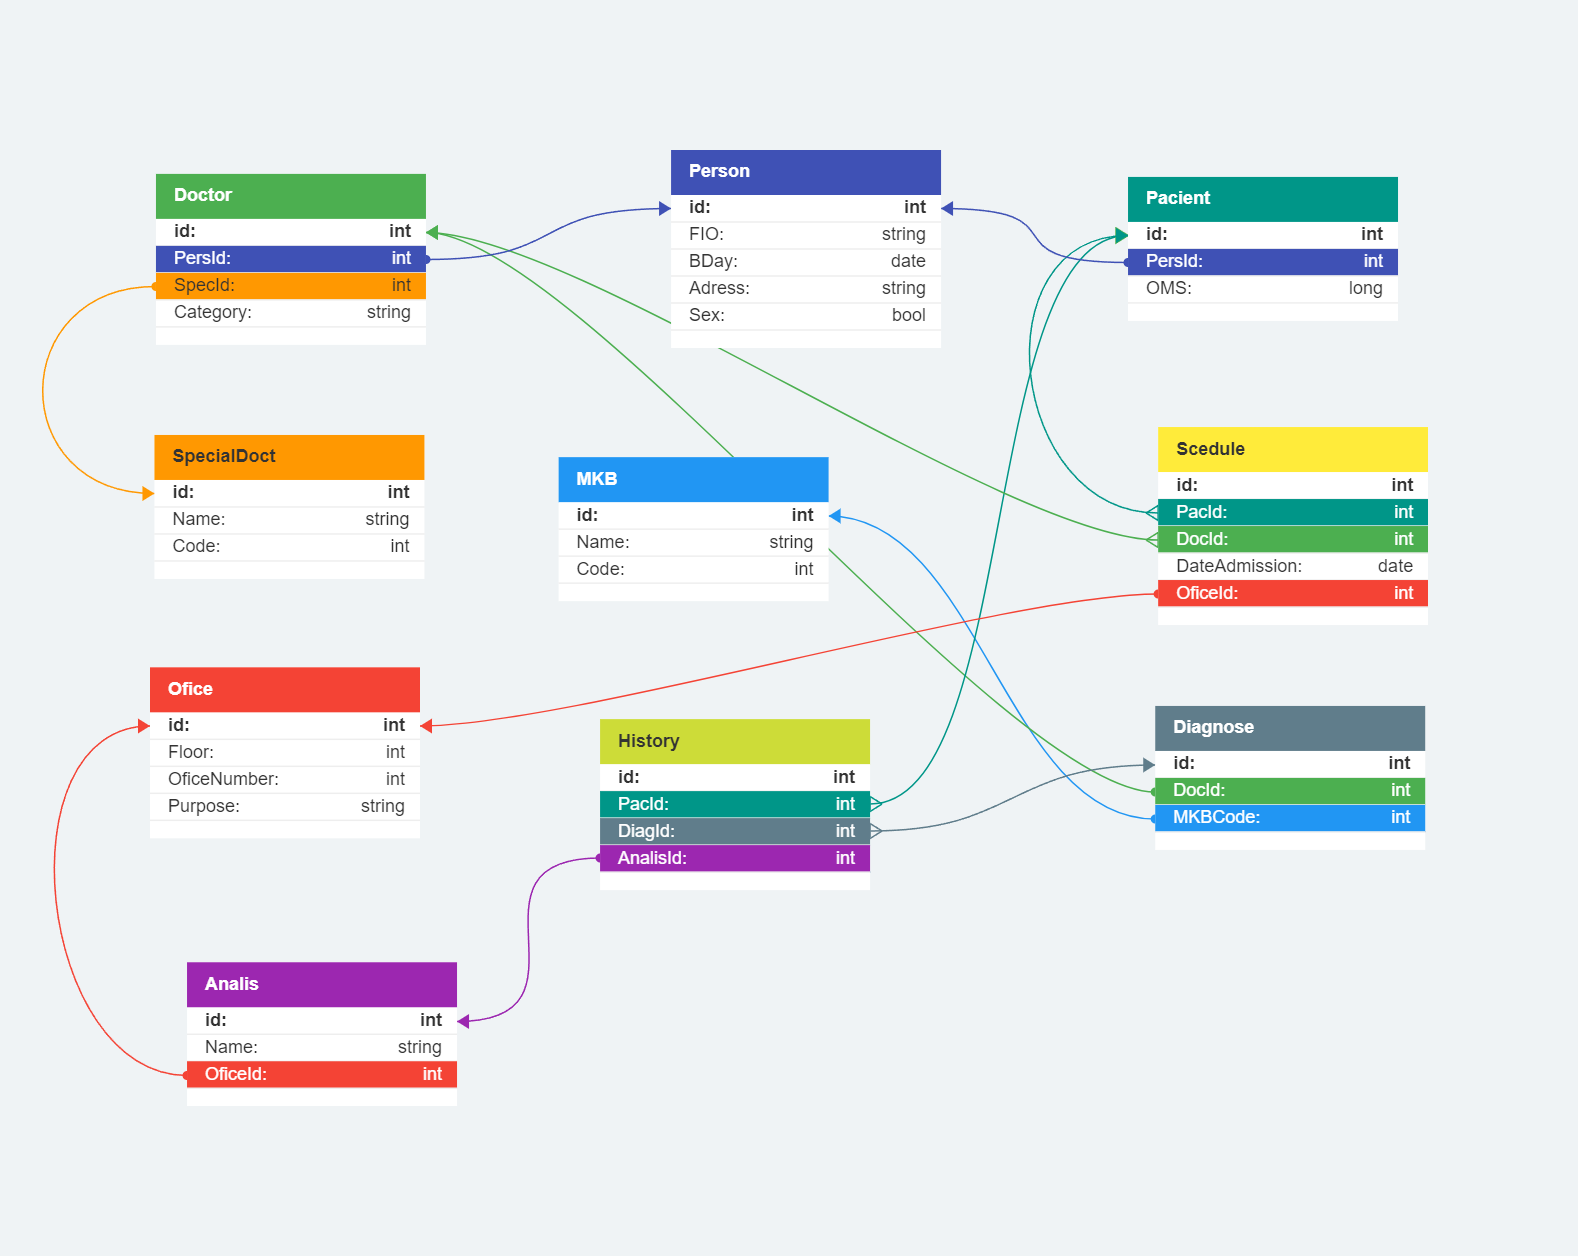 Doctor
id: int
PersId: int
SpecId: int
Category: string
Person
id: int
FIO: string
BDay: date
Adress: string
Sex: bool
Pacient
id: int
PersId: int
OMS: long
SpecialDoct
id: int
Name: string
Code: int
MKB
id: int
Name: string
Code: int
Scedule
id: int
PacId: int
DocId: int
DateAdmission: date
OficeId: int
Ofice
id: int
Floor: int
OficeNumber: int
Purpose: string
History
id: int
PacId: int
DiagId: int
AnalisId: int
Diagnose
id: int
DocId: int
MKBCode: int
Analis
id: int
Name: string
OficeId: int